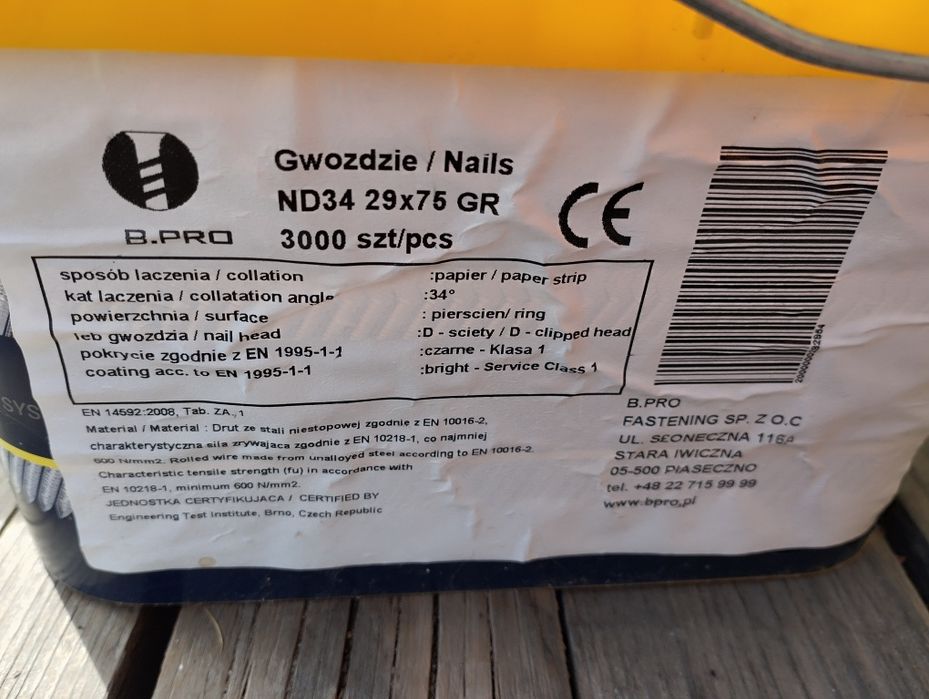 Gwozdzie / Nails
ND34 29x75 GR
3000 szt/pcs
B.PRO
CE
sposób laczenia / collation :papier / paper strip
kat laczenia / collatation angle :34°
powierzchnia / surface : pierscien/ ring
leb gwozdzia / nail head :D - sciety / D - clipped head
pokrycie zgodnie z EN 1995-1-1 :czarne - Klasa 1
coating acc. to EN 1995-1-1 :bright - Service Class 1
EN 14592:2008, Tab. ZA.,1
Material / Material : Drut ze stali niestopowej zgodnie z EN 10016-2,
charakterystyczna sila zrywajaca zgodnie z EN 10218-1, co najmniej
600 N/mm2. Rolled wire made from unalloyed steel according to EN 10016-2.
Characteristic tensile strength (fu) in accordance with
EN 10218-1, minimum 600 N/mm2.
JEDNOSTKA CERTYFIKUJACA / CERTIFIED BY
Engineering Test Institute, Brno, Czech Republic
B.PRO
FASTENING SP. Z O.O
UL. SŁONECZNA 116A
STARA IWICZNA
05-500 PIASECZNO
tel. +48 22 715 99 99
www.bpro.pl
SYS